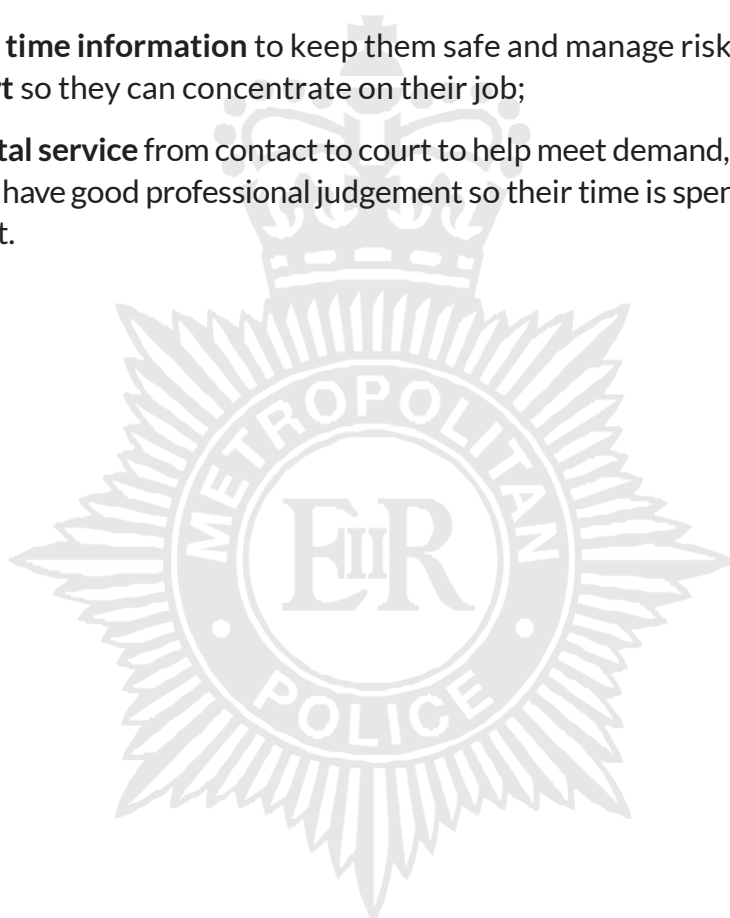 time information to keep them safe and manage risk
rt so they can concentrate on their job;
tal service from contact to court to help meet demand,
have good professional judgement so their time is spen
t.
METROPOLITAN
EIIR
POLICE